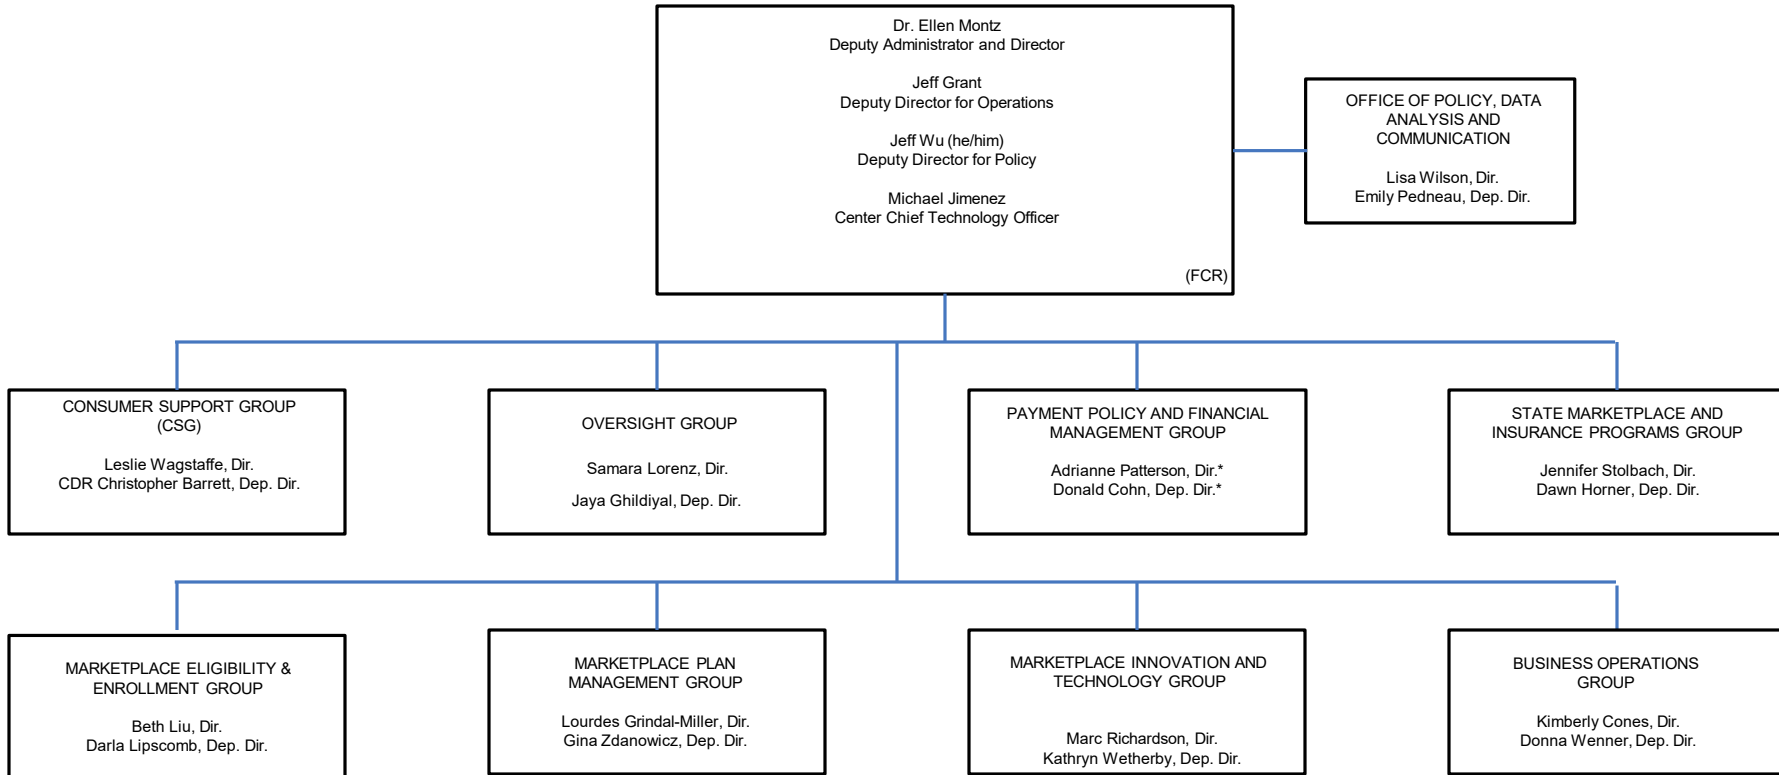 Dr. Ellen Montz
Deputy Administrator and Director
Jeff Grant
Deputy Director for Operations
Jeff Wu (he/him)
Deputy Director for Policy
Michael Jimenez
Center Chief Technology Officer
(FCR)
OFFICE OF POLICY, DATA
ANALYSIS AND
COMMUNICATION
Lisa Wilson, Dir.
Emily Pedneau, Dep. Dir.
CONSUMER SUPPORT GROUP
(CSG)
Leslie Wagstaffe, Dir.
CDR Christopher Barrett, Dep. Dir.
OVERSIGHT GROUP
Samara Lorenz, Dir.
Jaya Ghildiyal, Dep. Dir.
PAYMENT POLICY AND FINANCIAL
MANAGEMENT GROUP
Adrianne Patterson, Dir.*
Donald Cohn, Dep. Dir.*
STATE MARKETPLACE AND
INSURANCE PROGRAMS GROUP
Jennifer Stolbach, Dir.
Dawn Horner, Dep. Dir.
MARKETPLACE ELIGIBILITY &
ENROLLMENT GROUP
Beth Liu, Dir.
Darla Lipscomb, Dep. Dir.
MARKETPLACE PLAN
MANAGEMENT GROUP
Lourdes Grindal-Miller, Dir.
Gina Zdanowicz, Dep. Dir.
MARKETPLACE INNOVATION AND
TECHNOLOGY GROUP
Marc Richardson, Dir.
Kathryn Wetherby, Dep. Dir.
BUSINESS OPERATIONS
GROUP
Kimberly Cones, Dir.
Donna Wenner, Dep. Dir.